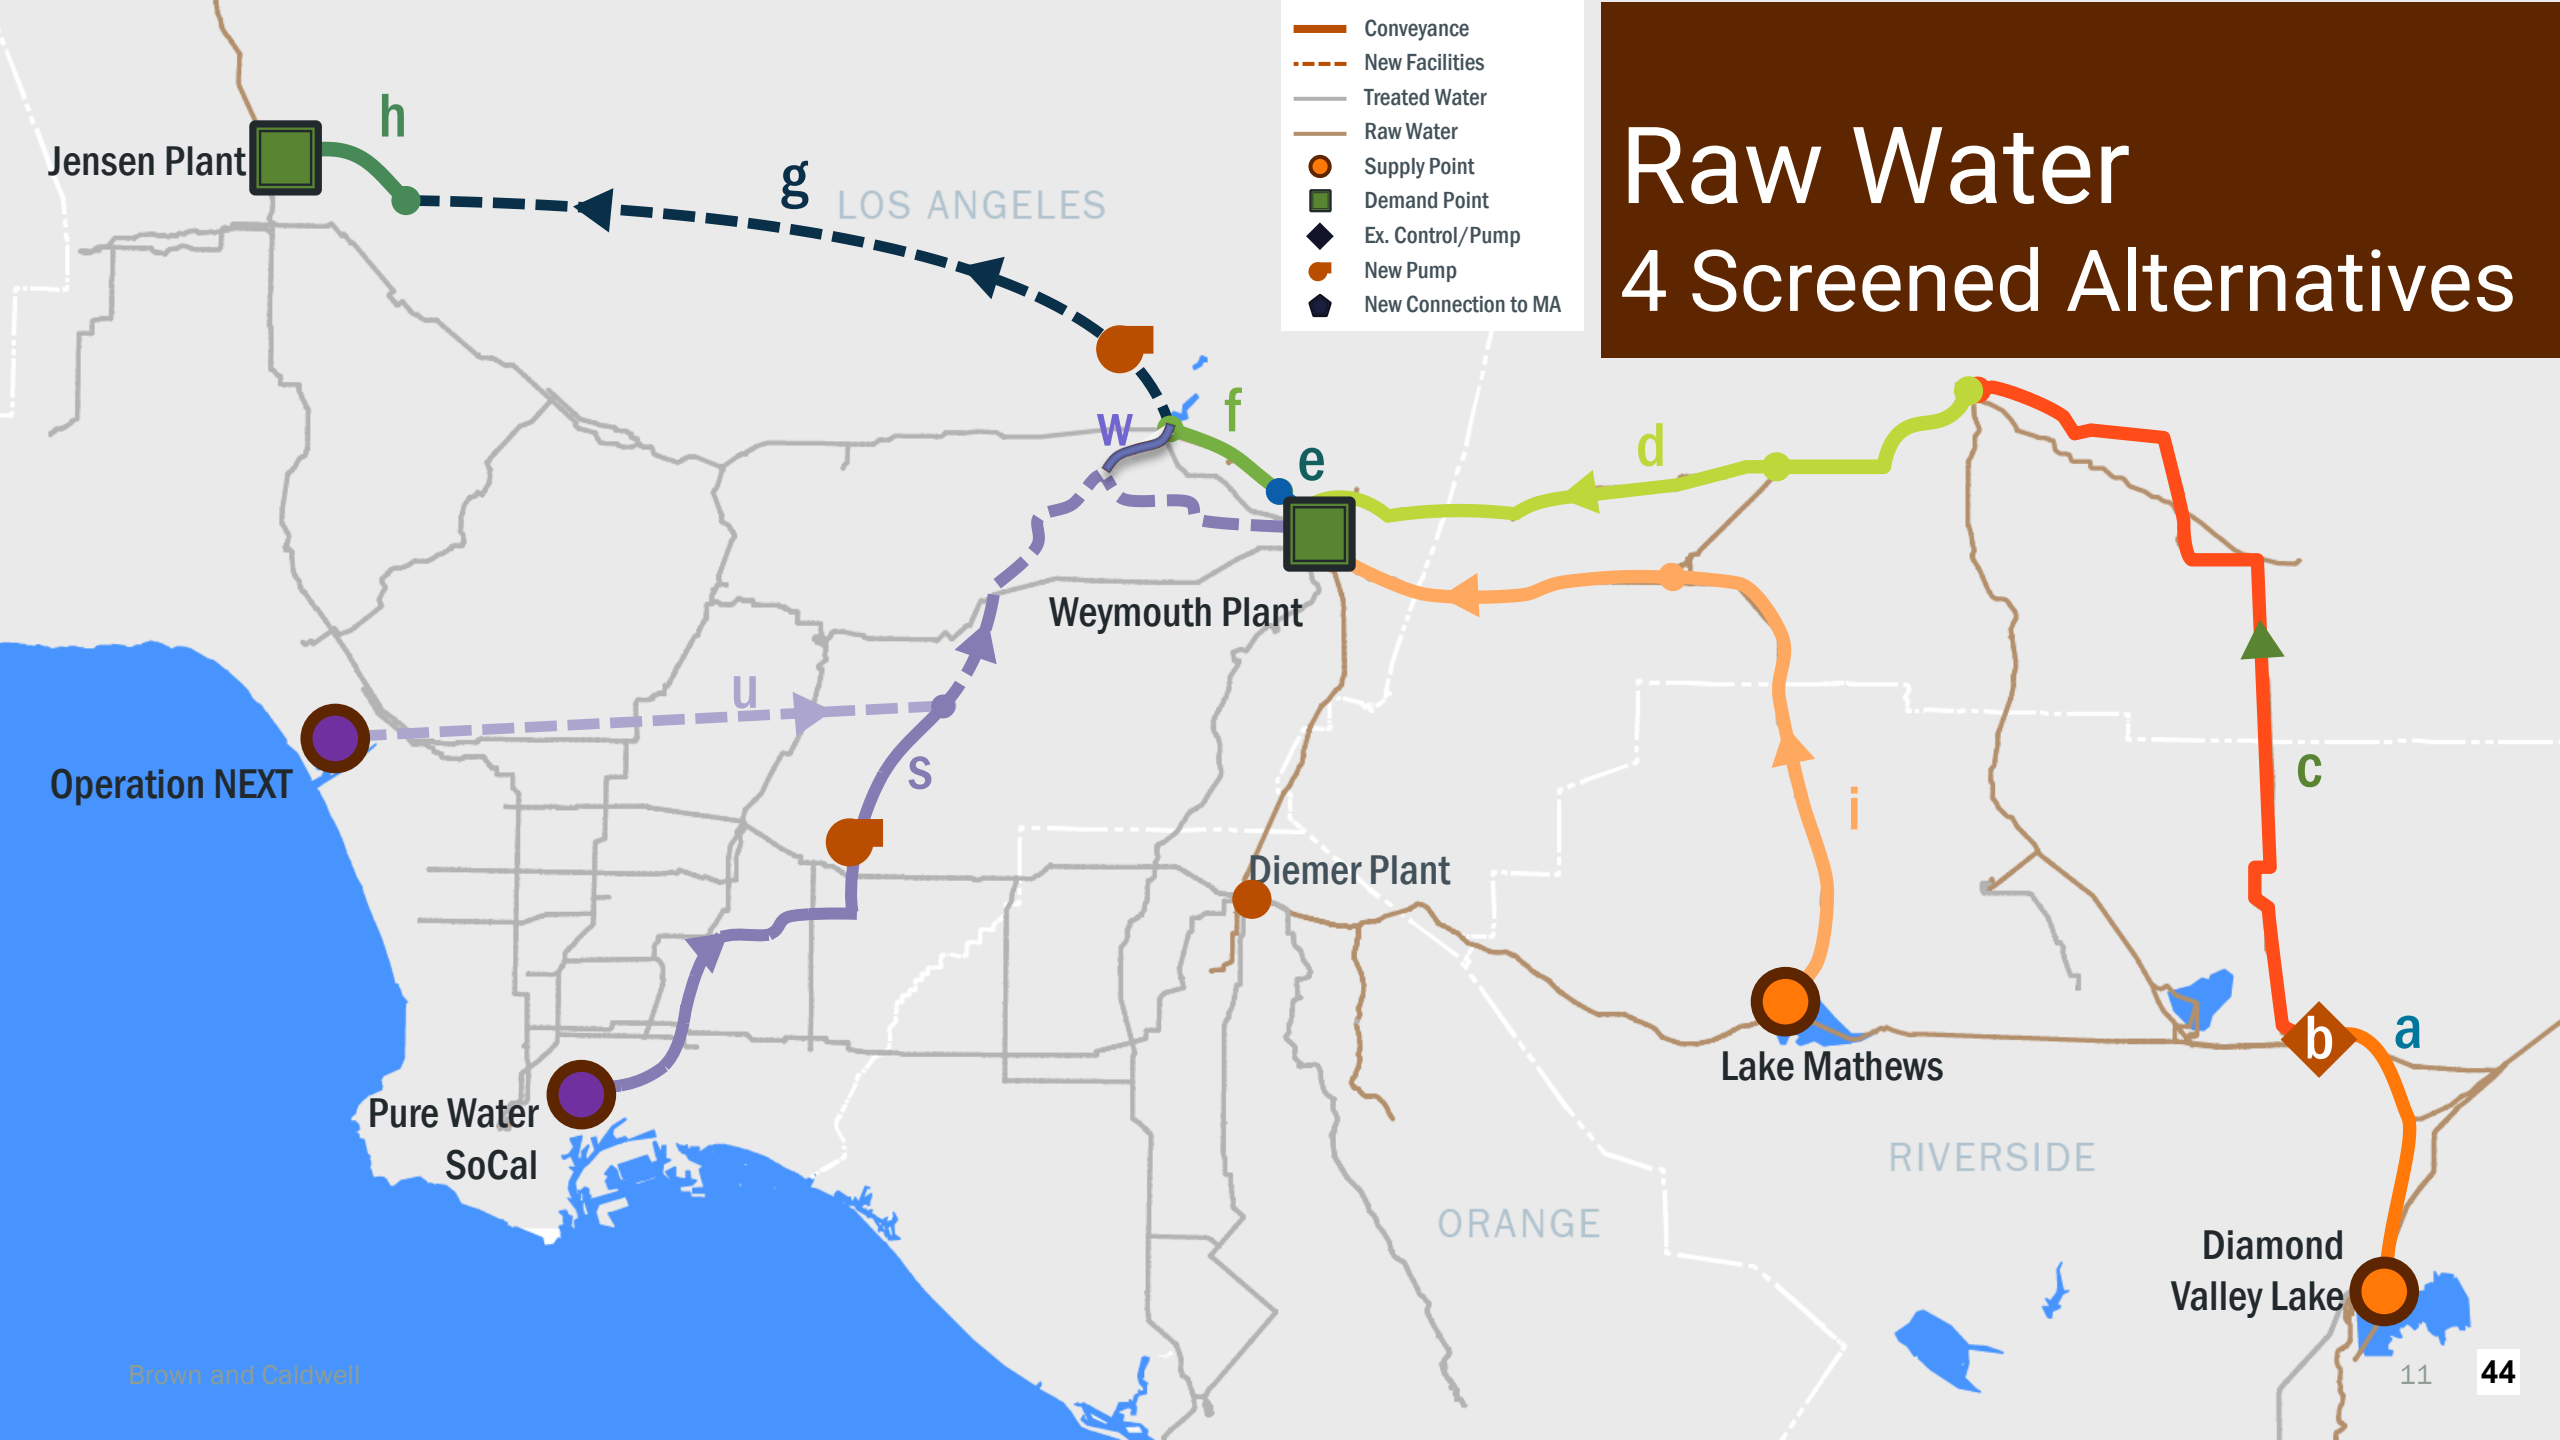 Raw Water
4 Screened Alternatives
Conveyance
New Facilities
Treated Water
Raw Water
Supply Point
Demand Point
Ex. Control/Pump
New Pump
New Connection to MA
h
Jensen Plant
g
LOS ANGELES
w
f
e
d
Weymouth Plant
u
s
Operation NEXT
c
i
Diemer Plant
b
a
Lake Mathews
Pure Water
SoCal
RIVERSIDE
ORANGE
Diamond
Valley Lake
Brown and Caldwell
11
44